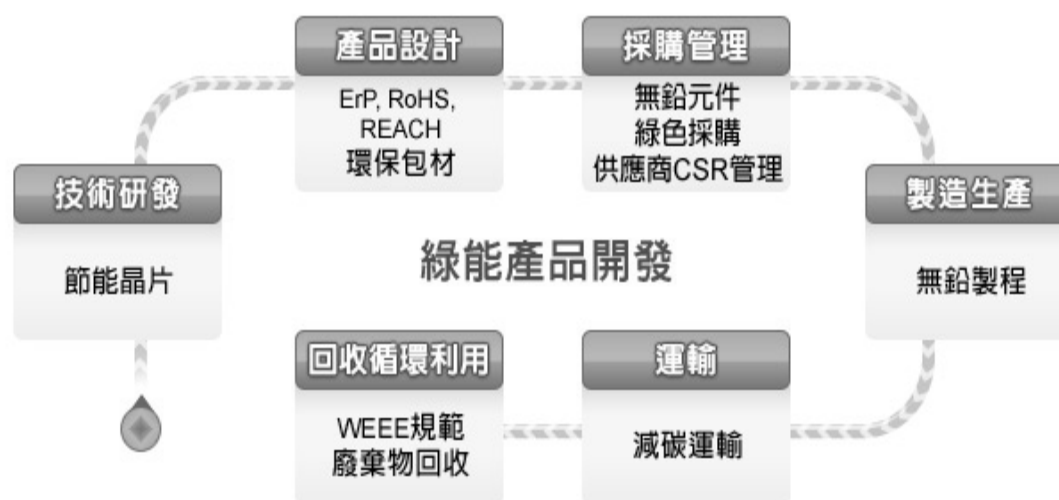 產品設計
ErP, RoHS,
REACH
環保包材
採購管理
無鉛元件
綠色採購
供應商CSR管理
技術研發
節能晶片
綠能產品開發
製造生產
無鉛製程
回收循環利用
WEEE規範
廢棄物回收
運輸
減碳運輸